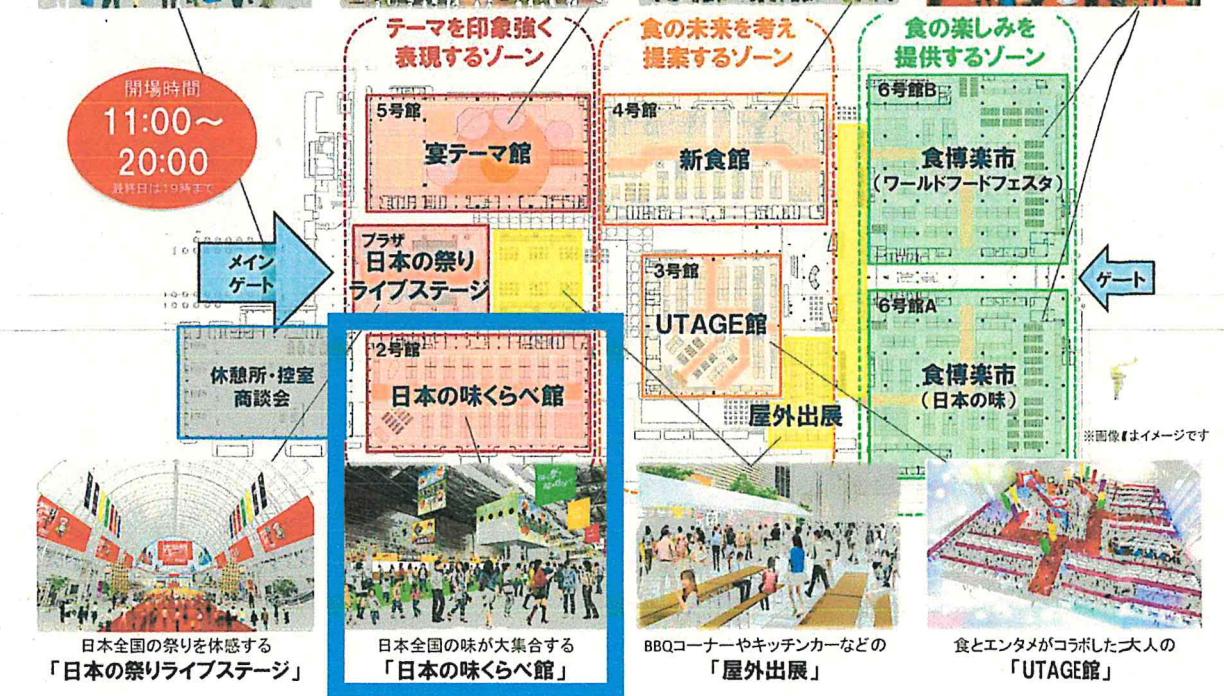 テーマを印象強く
表現するゾーン
食の未来を考え
提案するゾーン
食の楽しみを
提供するゾーン
開場時間
11:00～
20:00
最終日は19時まで
5号館
宴テーマ館
4号館
新食館
6号館B
食博楽市
（ワールドフードフェスタ）
メイン
ゲート
プラザ
日本の祭り
ライブステージ
3号館
UTAGE館
ゲート
6号館A
食博楽市
（日本の味）
休憩所・控室
商談会
2号館
日本の味くらべ館
屋外出展
※画像はイメージです
日本全国の祭りを体感する
「日本の祭りライブステージ」
日本全国の味が大集合する
「日本の味くらべ館」
BBQコーナーやキッチンカーなどの
「屋外出展」
食とエンタメがコラボした大人の
「UTAGE館」